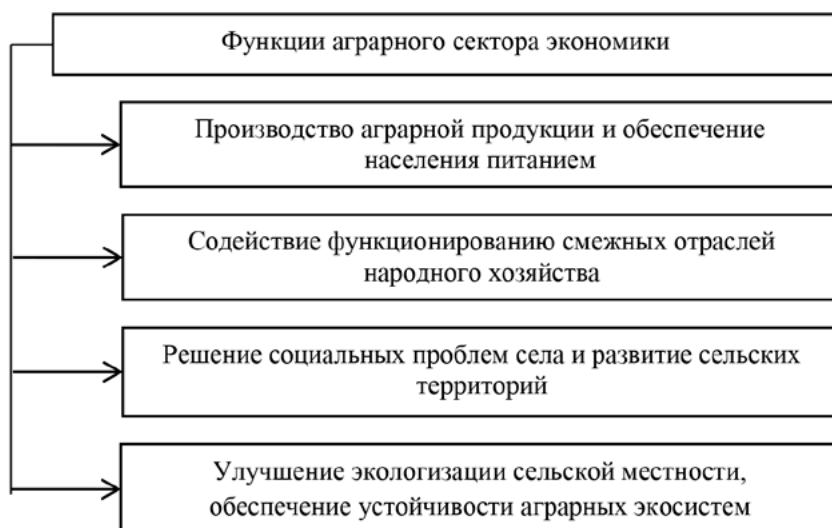 Функции аграрного сектора экономики
Производство аграрной продукции и обеспечение
населения питанием
Содействие функционированию смежных отраслей
народного хозяйства
Решение социальных проблем села и развитие сельских
территорий
Улучшение экологизации сельской местности,
обеспечение устойчивости аграрных экосистем